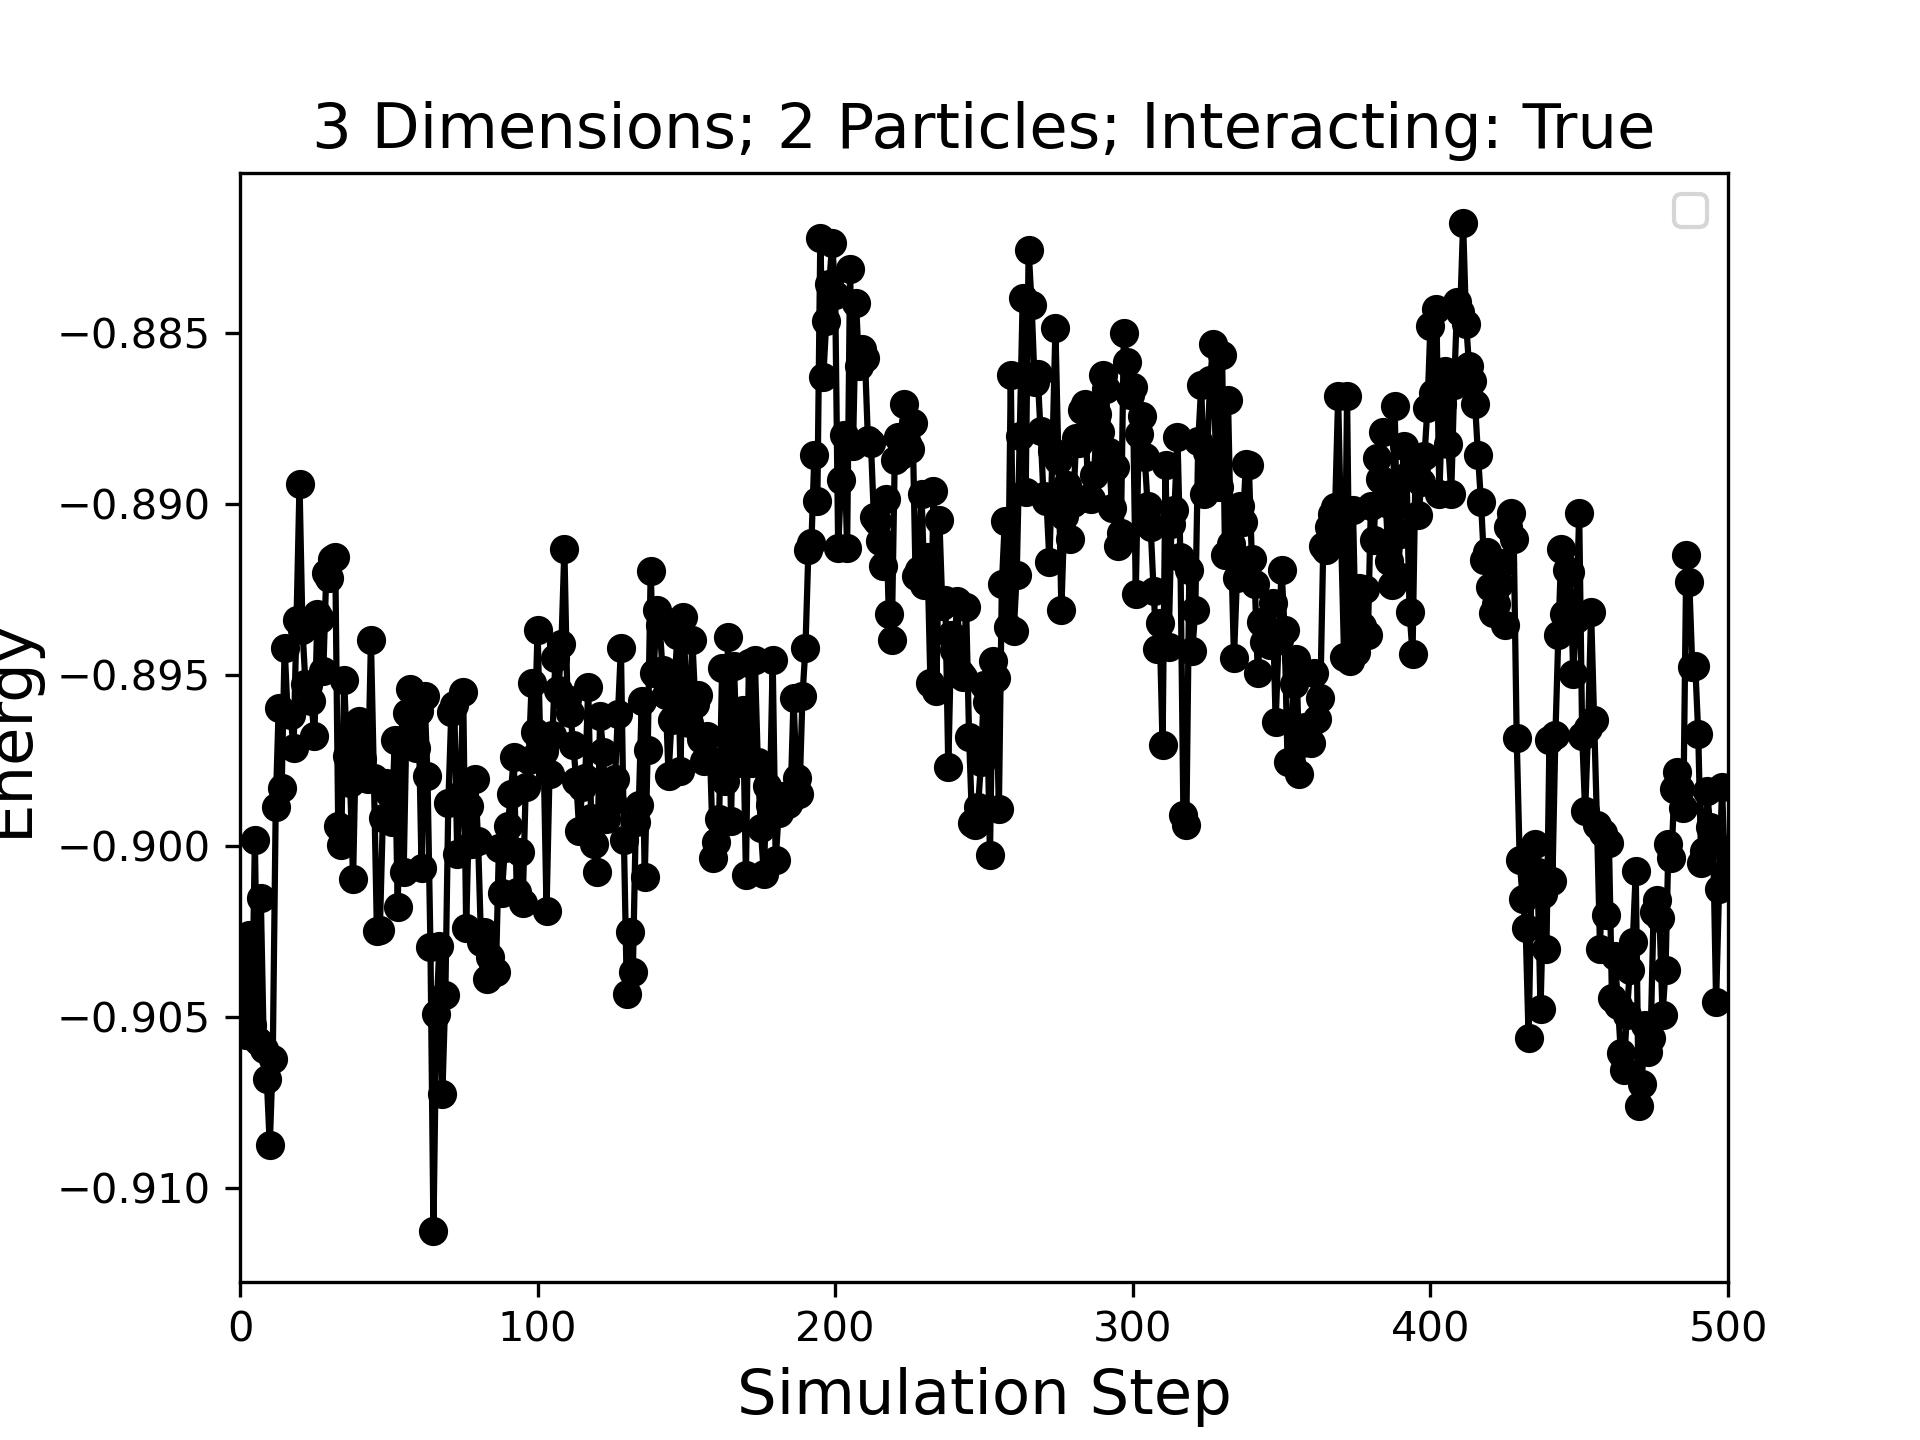 3 Dimensions; 2 Particles; Interacting: True
Energy
−0.885
−0.890
−0.895
−0.900
−0.905
−0.910
0 100 200 300 400 500
Simulation Step